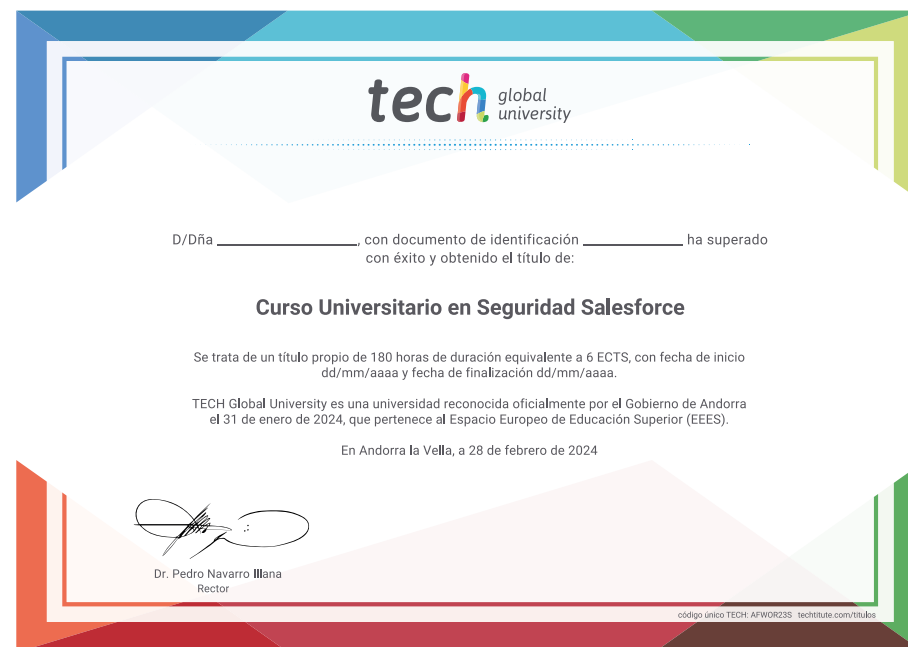 tech global university
D/Dña ____________, con documento de identificación ____________ ha superado
con éxito y obtenido el título de:
Curso Universitario en Seguridad Salesforce
Se trata de un título propio de 180 horas de duración equivalente a 6 ECTS, con fecha de inicio
dd/mm/aaaa y fecha de finalización dd/mm/aaaa.
TECH Global University es una universidad reconocida oficialmente por el Gobierno de Andorra
el 31 de enero de 2024, que pertenece al Espacio Europeo de Educación Superior (EEES).
En Andorra la Vella, a 28 de febrero de 2024
Dr. Pedro Navarro Illana
Rector
código único TECH: AFWOR23S techtitute.com/titulos